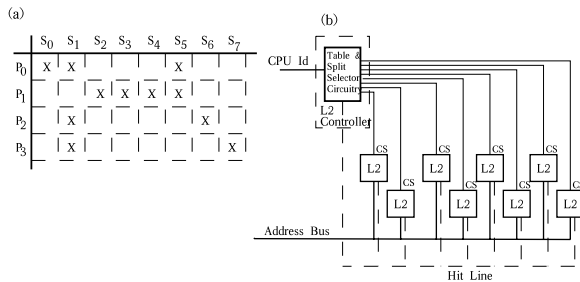 (a)
S0 S1 S2 S3 S4 S5 S6 S7
P0 X X X
P1 X X X X
P2 X X
P3 X X
(b)
CPU Id
Table &
Split
Selector
Circuitry
L2
Controller
CS CS CS CS
L2 L2 L2 L2
CS CS CS CS
L2 L2 L2 L2
Address Bus
Hit Line